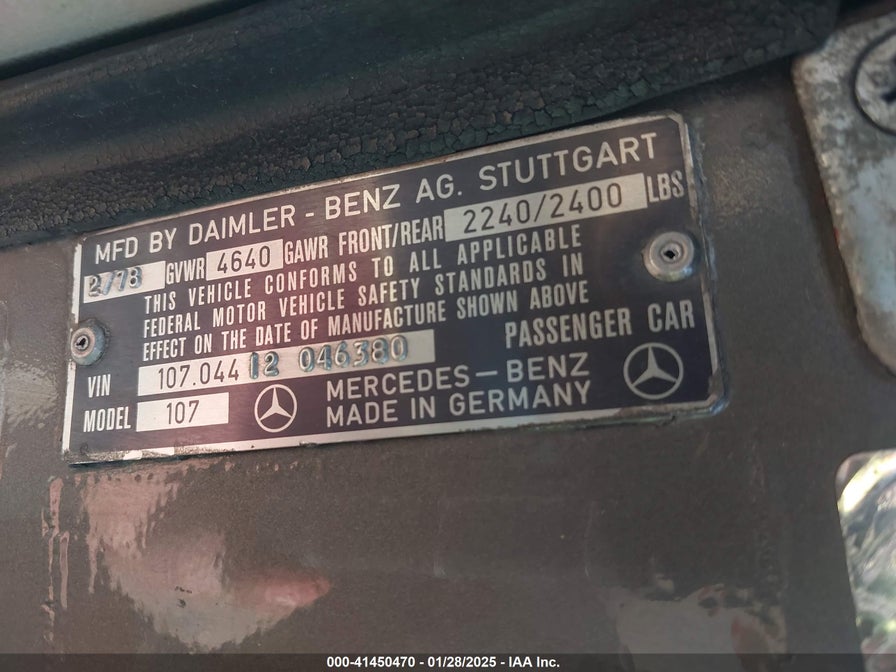 MFD BY DAIMLER - BENZ AG. STUTTGART
2/78 GVWR 4640 GAWR FRONT/REAR 2240/2400 LBS
THIS VEHICLE CONFORMS TO ALL APPLICABLE
FEDERAL MOTOR VEHICLE SAFETY STANDARDS IN
EFFECT ON THE DATE OF MANUFACTURE SHOWN ABOVE
VIN 107.044 12 046380 PASSENGER CAR
MODEL 107 MERCEDES-BENZ
MADE IN GERMANY
000-41450470 - 01/28/2025 - IAA Inc.